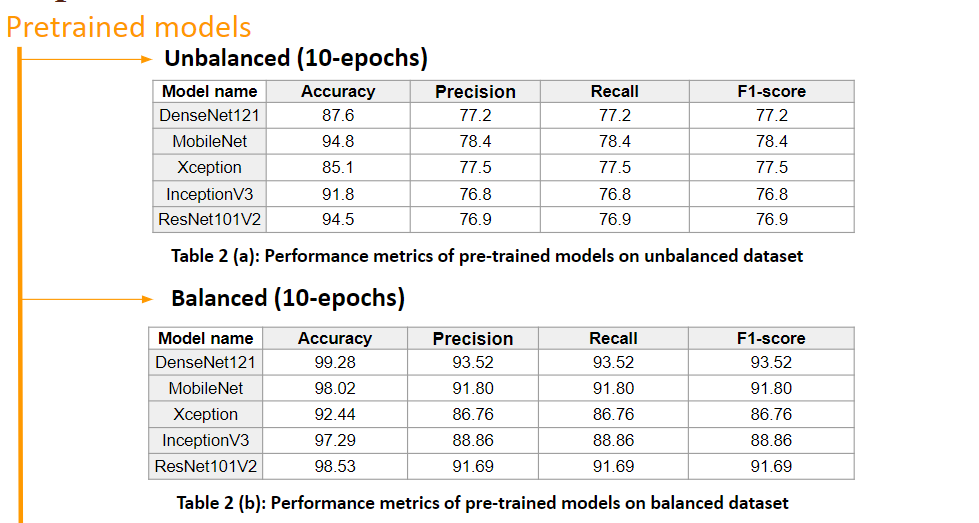 Pretrained models
Unbalanced (10-epochs)
Model name Accuracy Precision Recall F1-score
DenseNet121 87.6 77.2 77.2 77.2
MobileNet 94.8 78.4 78.4 78.4
Xception 85.1 77.5 77.5 77.5
InceptionV3 91.8 76.8 76.8 76.8
ResNet101V2 94.5 76.9 76.9 76.9
Table 2 (a): Performance metrics of pre-trained models on unbalanced dataset
Balanced (10-epochs)
Model name Accuracy Precision Recall F1-score
DenseNet121 99.28 93.52 93.52 93.52
MobileNet 98.02 91.80 91.80 91.80
Xception 92.44 86.76 86.76 86.76
InceptionV3 97.29 88.86 88.86 88.86
ResNet101V2 98.53 91.69 91.69 91.69
Table 2 (b): Performance metrics of pre-trained models on balanced dataset